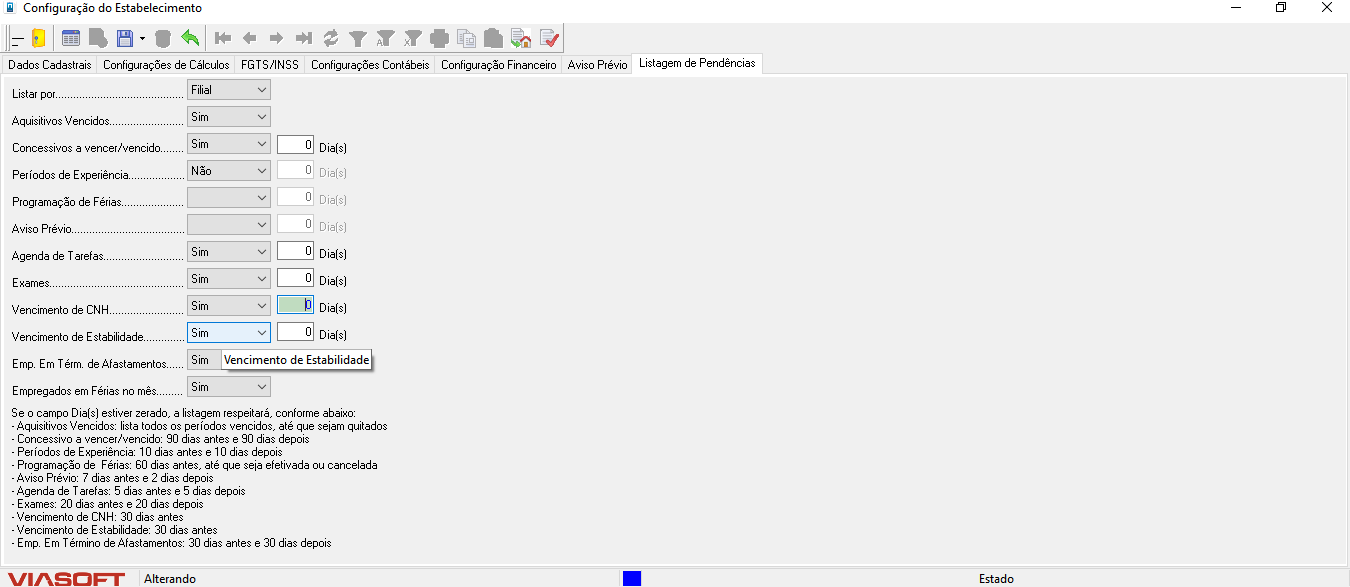 Configuração do Estabelecimento
Dados Cadastrais Configurações de Cálculos FGTS/INSS Configurações Contábeis Configuração Financeiro Aviso Prévio Listagem de Pendências
Listar por........................................... Filial
Aquisitivos Vencidos......................... Sim
Concessivos a vencer/vencido........ Sim 0 Dia(s)
Períodos de Experiência................... Não 0 Dia(s)
Programação de Férias..................... 0 Dia(s)
Aviso Prévio...................................... 0 Dia(s)
Agenda de Tarefas........................... Sim 0 Dia(s)
Exames............................................. Sim 0 Dia(s)
Vencimento de CNH......................... Sim 0 Dia(s)
Vencimento de Estabilidade.............. Sim 0 Dia(s)
Emp. Em Térm. de Afastamentos...... Sim Vencimento de Estabilidade
Empregados em Férias no mês......... Sim
Se o campo Dia(s) estiver zerado, a listagem respeitará, conforme abaixo:
- Aquisitivos Vencidos: lista todos os períodos vencidos, até que sejam quitados
- Concessivo a vencer/vencido: 90 dias antes e 90 dias depois
- Períodos de Experiência: 10 dias antes e 10 dias depois
- Programação de  Férias: 60 dias antes, até que seja efetivada ou cancelada
- Aviso Prévio: 7 dias antes e 2 dias depois
- Agenda de Tarefas: 5 dias antes e 5 dias depois
- Exames: 20 dias antes e 20 dias depois
- Vencimento de CNH: 30 dias antes
- Vencimento de Estabilidade: 30 dias antes
- Emp. Em Término de Afastamentos: 30 dias antes e 30 dias depois
VIASOFT Alterando Estado